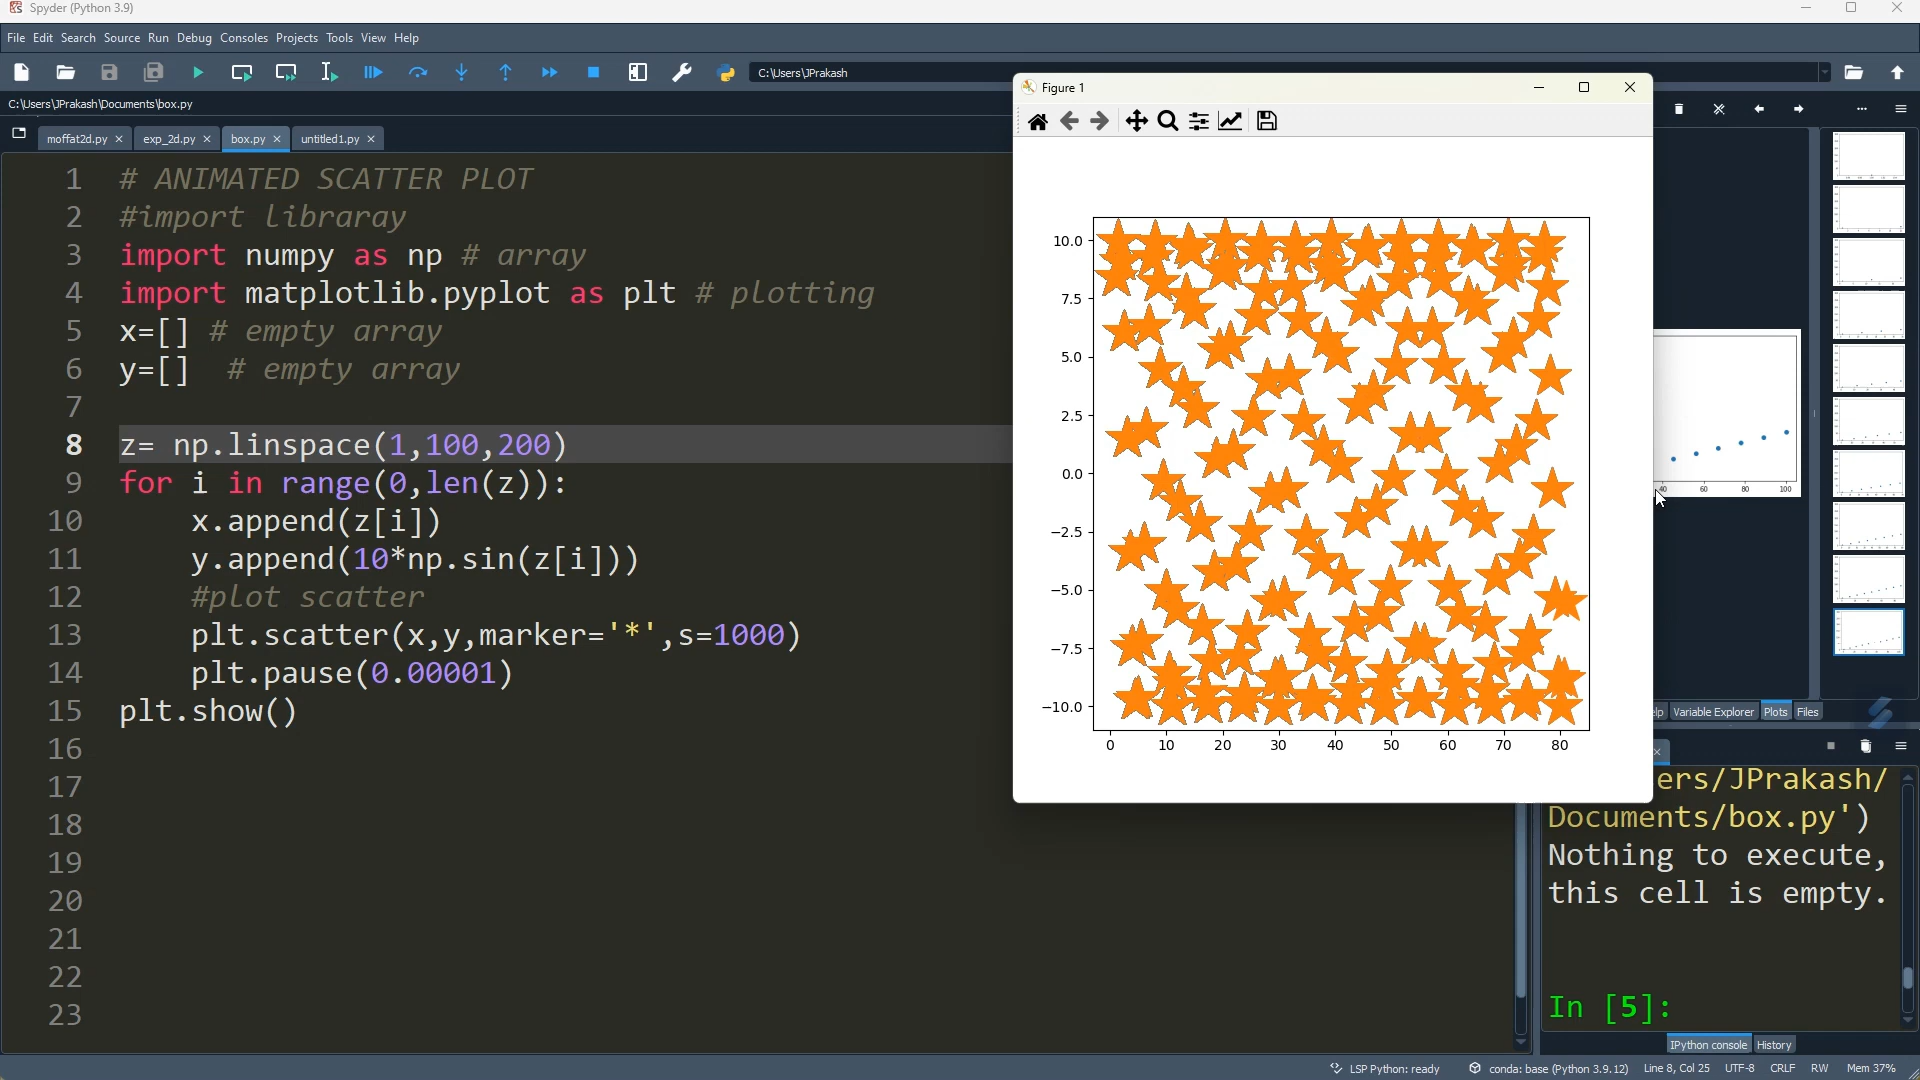 Spyder (Python 3.9)
File Edit Search Source Run Debug Consoles Projects Tools View Help
C:\Users\JPrakash
C:\Users\JPrakash\Documents\box.py
moffat2d.py exp_2d.py box.py untitled1.py
1 # ANIMATED SCATTER PLOT
2 #import libraray
3 import numpy as np # array
4 import matplotlib.pyplot as plt # plotting
5 x=[] # empty array
6 y=[] # empty array
7
8 z= np.linspace(1,100,200)
9 for i in range(0,len(z)):
10 x.append(z[i])
11 y.append(10*np.sin(z[i]))
12 #plot scatter
13 plt.scatter(x,y,marker='*',s=1000)
14 plt.pause(0.00001)
15 plt.show()
16
17
18
19
20
21
22
23
Figure 1
10.0
7.5
5.0
2.5
0.0
−2.5
−5.0
−7.5
−10.0
0 10 20 30 40 50 60 70 80
40 60 80 100
lp Variable Explorer Plots Files
ers/JPrakash/
Documents/box.py')
Nothing to execute,
this cell is empty.
In [5]:
IPython console History
LSP Python: ready conda: base (Python 3.9.12) Line 8, Col 25 UTF-8 CRLF RW Mem 37%